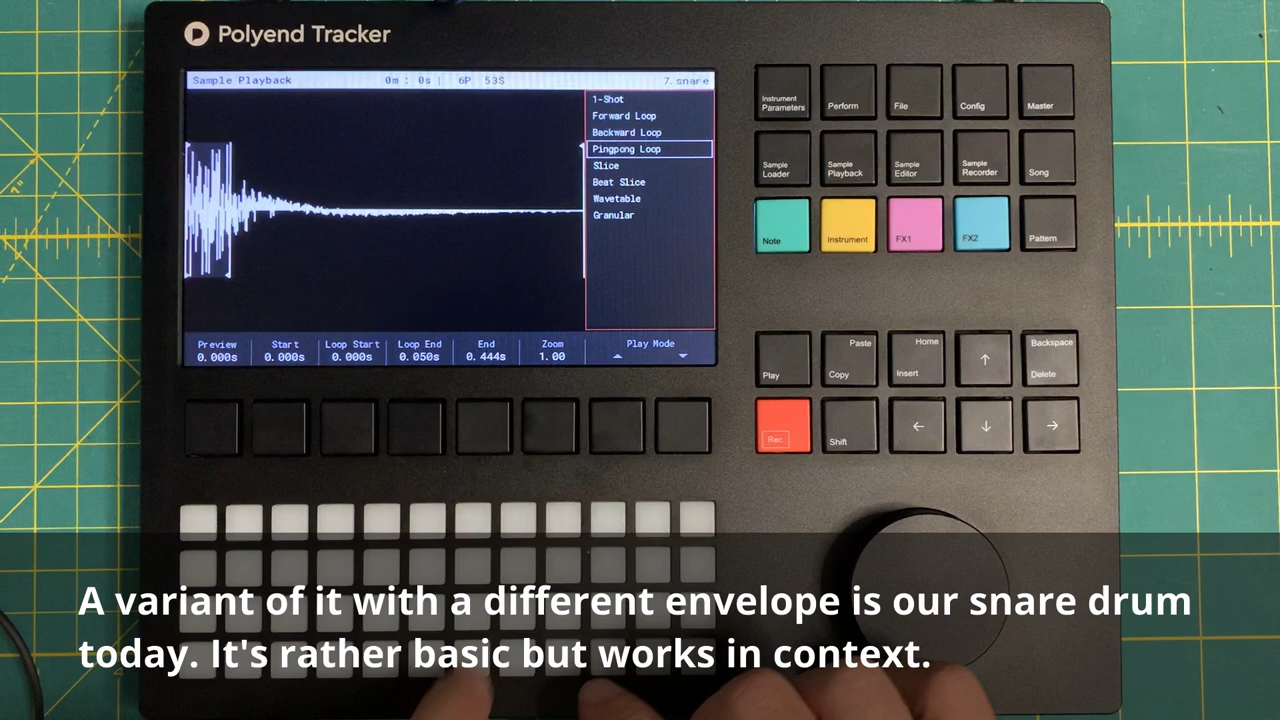 Polyend Tracker
Sample Playback 0m : 0s | 6P 53S 7.snare
1-Shot
Forward Loop
Backward Loop
Pingpong Loop
Slice
Beat Slice
Wavetable
Granular
Preview Start Loop Start Loop End End Zoom Play Mode
0.000s 0.000s 0.000s 0.050s 0.444s 1.00
Instrument Parameters Perform File Config Master
Sample Loader Sample Playback Sample Editor Sample Recorder Song
Note Instrument FX1 FX2 Pattern
Play Paste Copy Home Insert ↑ Backspace Delete
Rec Shift ← ↓ →
A variant of it with a different envelope is our snare drum
today. It's rather basic but works in context.